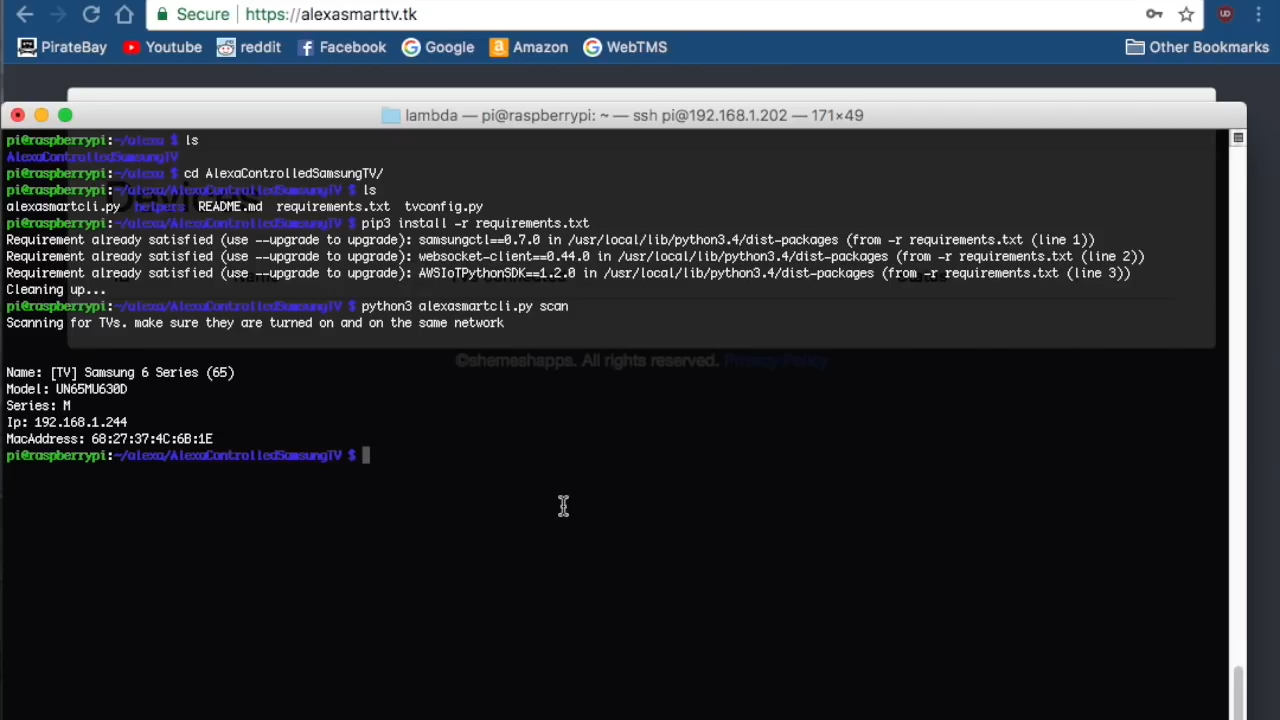 Secure https://alexasmarttv.tk
PirateBay Youtube reddit Facebook Google Amazon WebTMS Other Bookmarks
lambda — pi@raspberrypi: ~ — ssh pi@192.168.1.202 — 171×49
pi@raspberrypi:~/alexa $ ls
AlexaControlledSamsungTV
pi@raspberrypi:~/alexa $ cd AlexaControlledSamsungTV/
pi@raspberrypi:~/alexa/AlexaControlledSamsungTV $ ls
alexasmartcli.py helpers README.md requirements.txt tvconfig.py
pi@raspberrypi:~/alexa/AlexaControlledSamsungTV $ pip3 install -r requirements.txt
Requirement already satisfied (use --upgrade to upgrade): samsungctl==0.7.0 in /usr/local/lib/python3.4/dist-packages (from -r requirements.txt (line 1))
Requirement already satisfied (use --upgrade to upgrade): websocket-client==0.44.0 in /usr/local/lib/python3.4/dist-packages (from -r requirements.txt (line 2))
Requirement already satisfied (use --upgrade to upgrade): AWSIoTPythonSDK==1.2.0 in /usr/local/lib/python3.4/dist-packages (from -r requirements.txt (line 3))
Cleaning up...
pi@raspberrypi:~/alexa/AlexaControlledSamsungTV $ python3 alexasmartcli.py scan
Scanning for TVs. make sure they are turned on and on the same network
©shemeshapps. All rights reserved. Privacy Policy
Name: [TV] Samsung 6 Series (65)
Model: UN65MU630D
Series: M
Ip: 192.168.1.244
MacAddress: 68:27:37:4C:6B:1E
pi@raspberrypi:~/alexa/AlexaControlledSamsungTV $